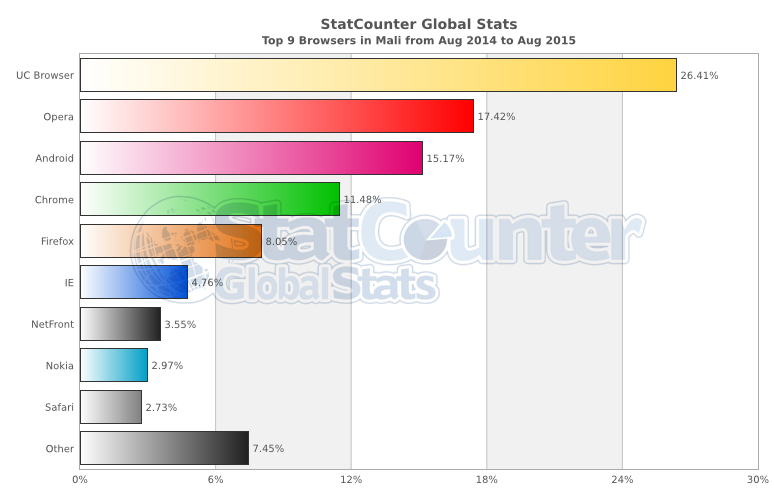 StatCounter Global Stats
Top 9 Browsers in Mali from Aug 2014 to Aug 2015
UC Browser 26.41%
Opera 17.42%
Android 15.17%
Chrome 11.48%
StatCounter
Firefox 8.05%
IE 4.76%
GlobalStats
NetFront 3.55%
Nokia 2.97%
Safari 2.73%
Other 7.45%
0% 6% 12% 18% 24% 30%